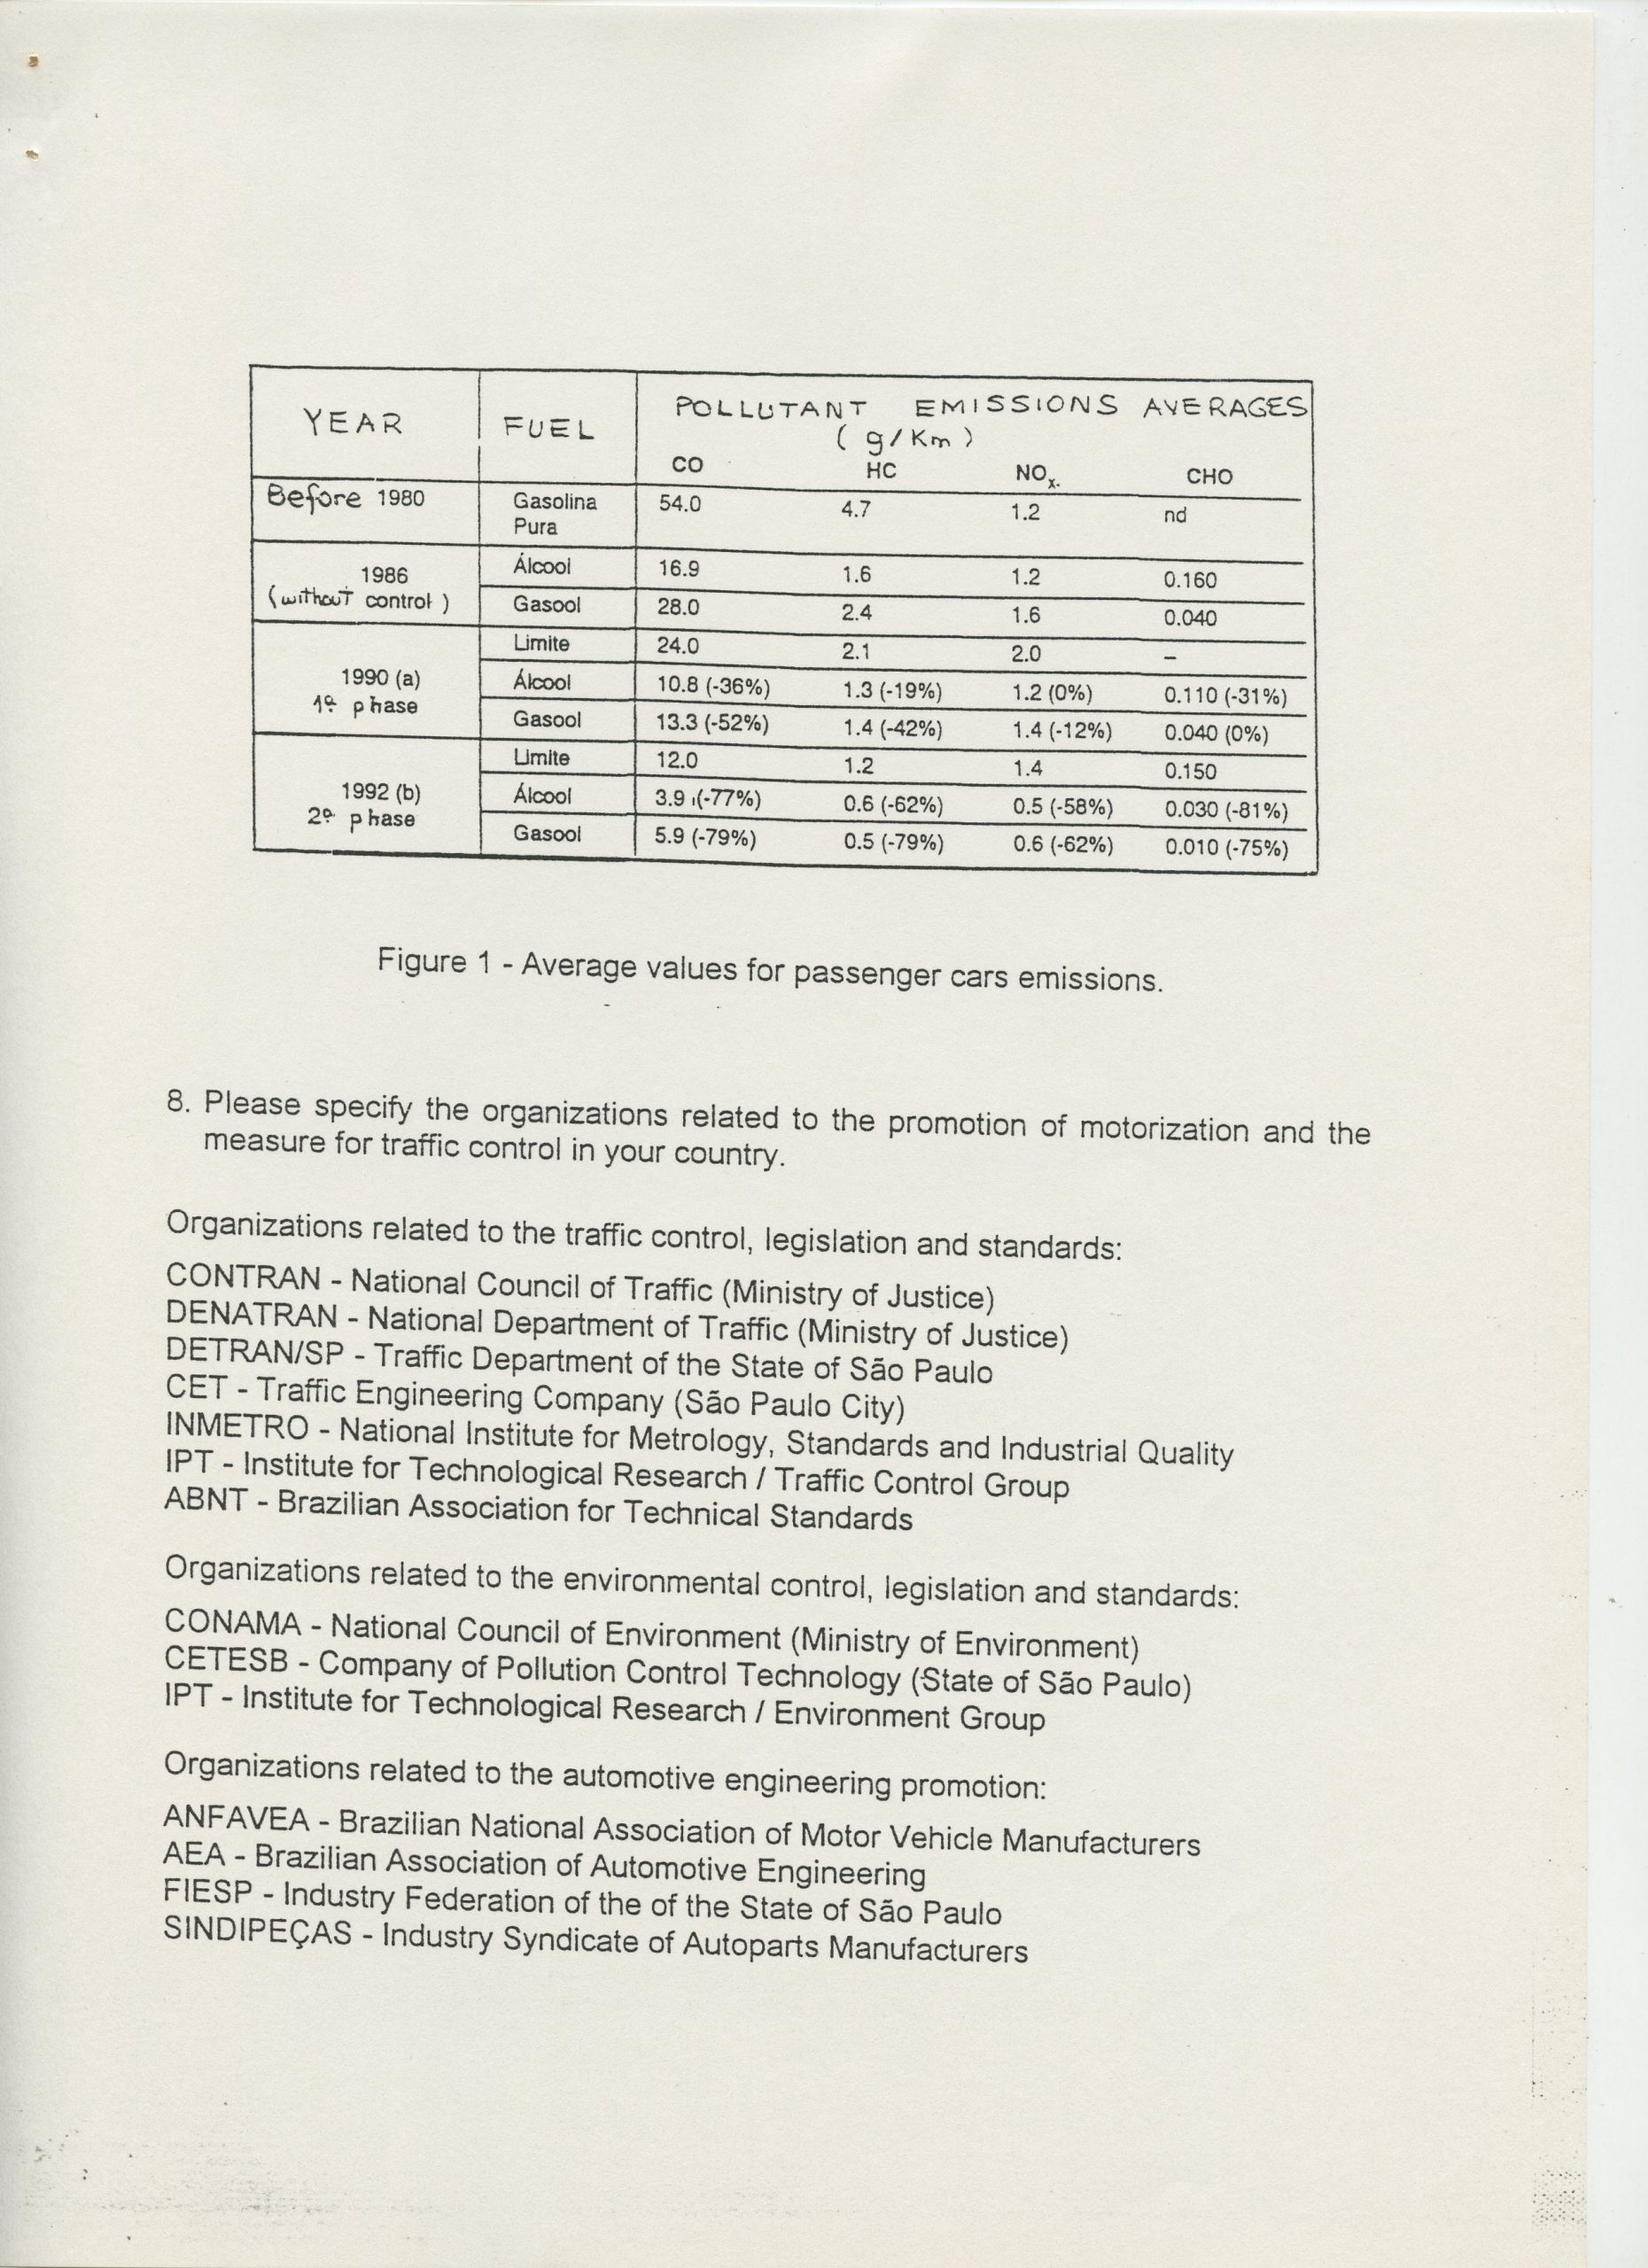 YEAR FUEL POLLUTANT EMISSIONS AVERAGES
(g/Km)
CO HC NOx. CHO
Before 1980 Gasolina Pura 54.0 4.7 1.2 nd
1986 (without control) Álcool 16.9 1.6 1.2 0.160
Gasool 28.0 2.4 1.6 0.040
1990 (a) 1º phase Limite 24.0 2.1 2.0 –
Álcool 10.8 (-36%) 1.3 (-19%) 1.2 (0%) 0.110 (-31%)
Gasool 13.3 (-52%) 1.4 (-42%) 1.4 (-12%) 0.040 (0%)
1992 (b) 2º phase Limite 12.0 1.2 1.4 0.150
Álcool 3.9 (-77%) 0.6 (-62%) 0.5 (-58%) 0.030 (-81%)
Gasool 5.9 (-79%) 0.5 (-79%) 0.6 (-62%) 0.010 (-75%)
Figure 1 - Average values for passenger cars emissions.
8. Please specify the organizations related to the promotion of motorization and the
measure for traffic control in your country.
Organizations related to the traffic control, legislation and standards:
CONTRAN - National Council of Traffic (Ministry of Justice)
DENATRAN - National Department of Traffic (Ministry of Justice)
DETRAN/SP - Traffic Department of the State of São Paulo
CET - Traffic Engineering Company (São Paulo City)
INMETRO - National Institute for Metrology, Standards and Industrial Quality
IPT - Institute for Technological Research / Traffic Control Group
ABNT - Brazilian Association for Technical Standards
Organizations related to the environmental control, legislation and standards:
CONAMA - National Council of Environment (Ministry of Environment)
CETESB - Company of Pollution Control Technology (State of São Paulo)
IPT - Institute for Technological Research / Environment Group
Organizations related to the automotive engineering promotion:
ANFAVEA - Brazilian National Association of Motor Vehicle Manufacturers
AEA - Brazilian Association of Automotive Engineering
FIESP - Industry Federation of the of the State of São Paulo
SINDIPEÇAS - Industry Syndicate of Autoparts Manufacturers